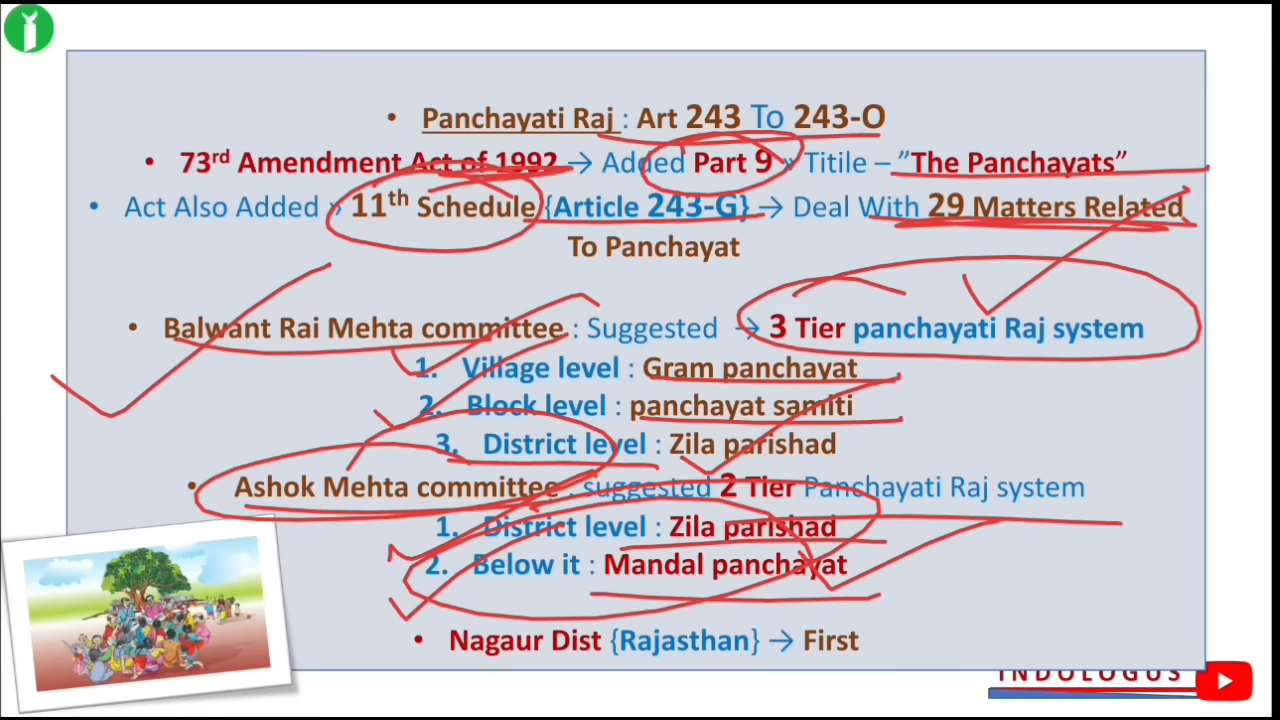 • Panchayati Raj : Art 243 To 243-O
• 73rd Amendment Act of 1992 → Added Part 9 » Titile – ”The Panchayats”
• Act Also Added » 11th Schedule {Article 243-G} → Deal With 29 Matters Related
To Panchayat
• Balwant Rai Mehta committee : Suggested → 3 Tier panchayati Raj system
1. Village level : Gram panchayat
2. Block level : panchayat samiti
3. District level : Zila parishad
• Ashok Mehta committee : suggested 2 Tier Panchayati Raj system
1. District level : Zila parishad
2. Below it : Mandal panchayat
• Nagaur Dist {Rajasthan} → First
INDOLOGUS